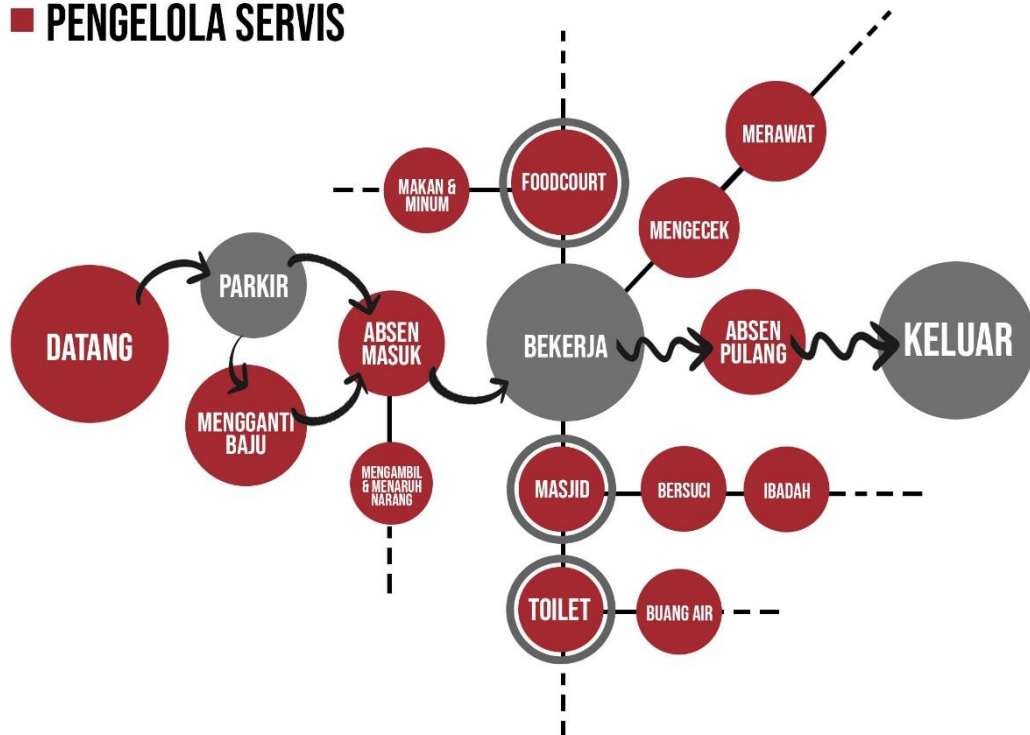 PENGELOLA SERVIS
MERAWAT
FOODCOURT
MAKAN &
MINUM
MENGECEK
PARKIR
DATANG
ABSEN
MASUK
BEKERJA
ABSEN
PULANG
KELUAR
MENGGANTI
BAJU
MENGAMBIL
& MENARUH
NARANG
MASJID
BERSUCI
IBADAH
TOILET
BUANG AIR